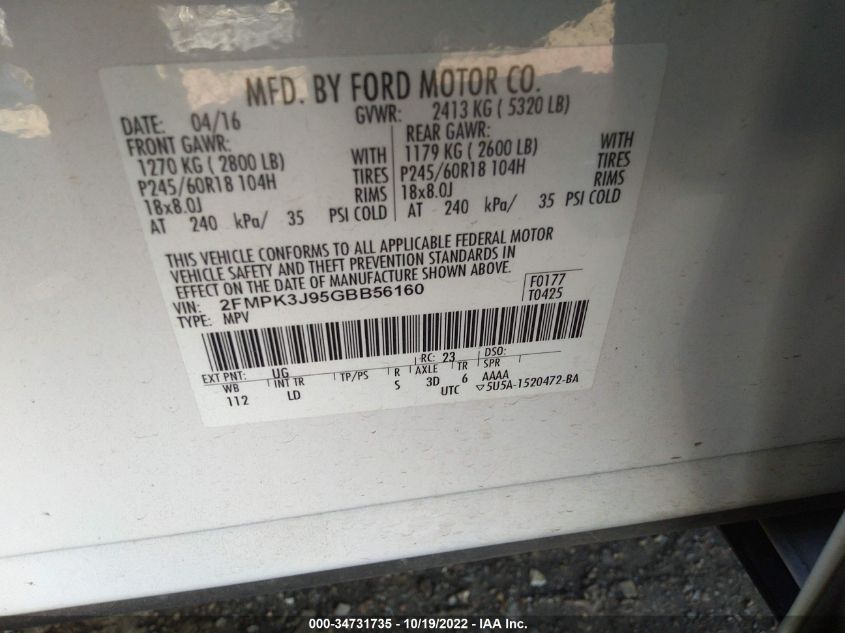 MFD. BY FORD MOTOR CO.
DATE: 04/16 GVWR: 2413 KG ( 5320 LB)
FRONT GAWR: REAR GAWR:
1270 KG ( 2800 LB) WITH 1179 KG ( 2600 LB) WITH
P245/60R18 104H TIRES P245/60R18 104H TIRES
18x8.0J RIMS 18x8.0J RIMS
AT 240 kPa/ 35 PSI COLD AT 240 kPa/ 35 PSI COLD
THIS VEHICLE CONFORMS TO ALL APPLICABLE FEDERAL MOTOR
VEHICLE SAFETY AND THEFT PREVENTION STANDARDS IN
EFFECT ON THE DATE OF MANUFACTURE SHOWN ABOVE.
VIN: 2FMPK3J95GBB56160 F0177
TYPE: MPV T0425
EXT PNT: UG RC: 23 DSO:
WB INT TR TP/PS R AXLE TR SPR
112 LD S 3D 6 AAAA
UTC ▽5U5A-1520472-BA
000-34731735 - 10/19/2022 - IAA Inc.